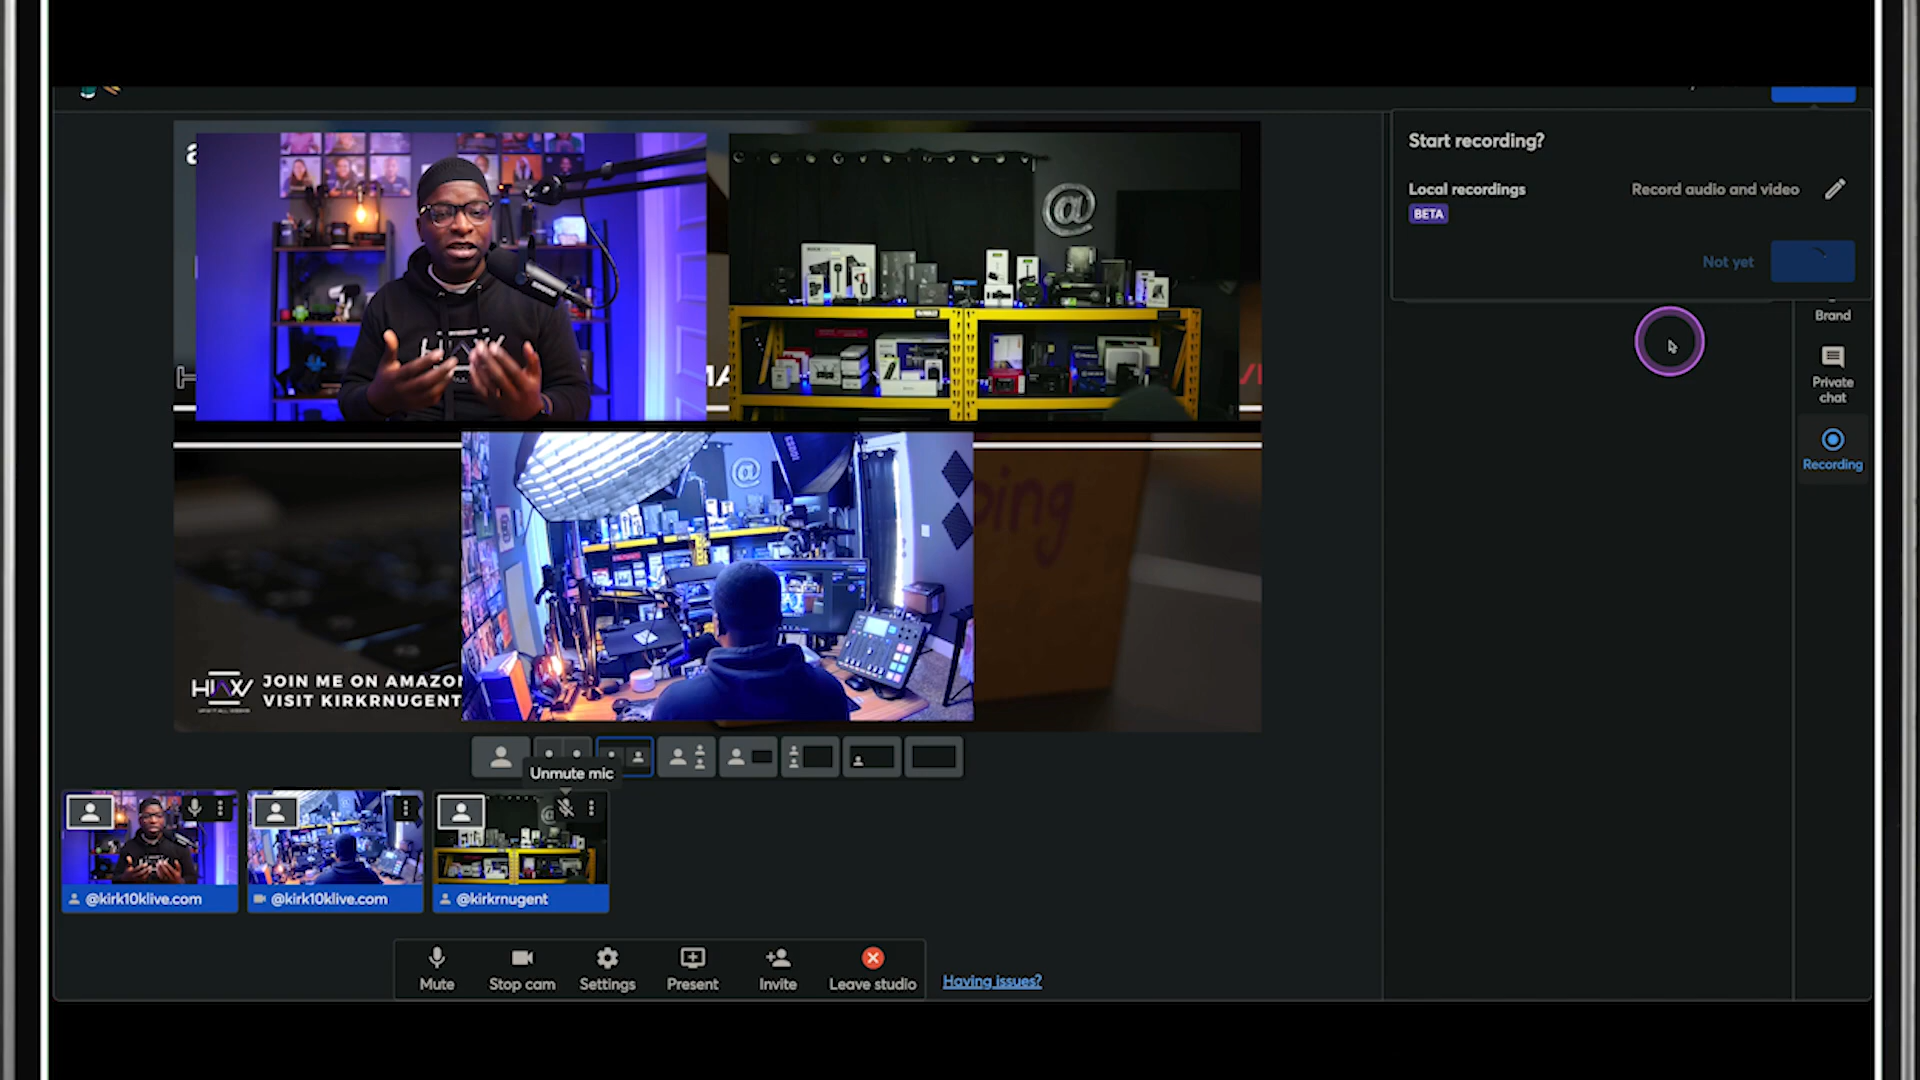 Start recording?
Local recordings
Record audio and video
BETA
Not yet
Brand
Private
chat
Recording
ping
HIAW
JOIN ME ON AMAZON
VISIT KIRKRNUGENT
Unmute mic
@kirk10klive.com
@kirk10klive.com
@kirkrnugent
Mute
Stop cam
Settings
Present
Invite
Leave studio
Having issues?